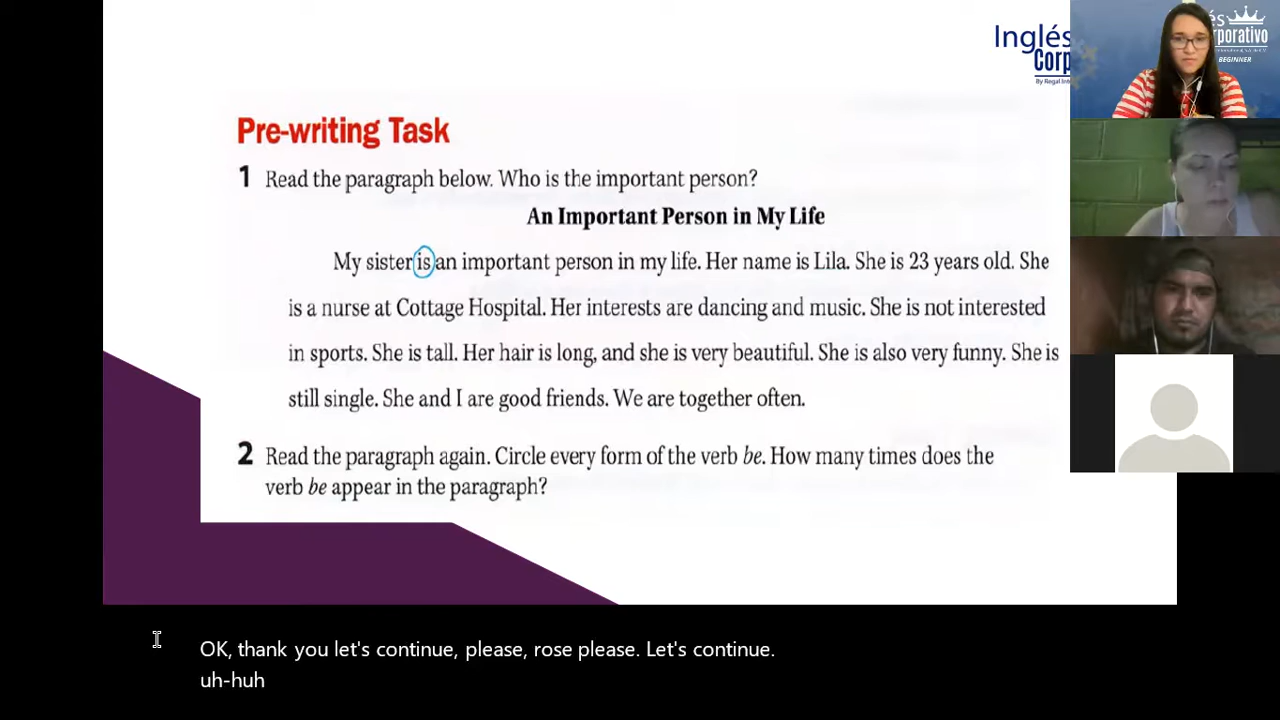 Inglés
Corp
By Regal Int
és
rporativo
BEGINNER
Pre-writing Task
1 Read the paragraph below. Who is the important person?
An Important Person in My Life
My sister is an important person in my life. Her name is Lila. She is 23 years old. She
is a nurse at Cottage Hospital. Her interests are dancing and music. She is not interested
in sports. She is tall. Her hair is long, and she is very beautiful. She is also very funny. She is
still single. She and I are good friends. We are together often.
2 Read the paragraph again. Circle every form of the verb be. How many times does the
verb be appear in the paragraph?
OK, thank you let's continue, please, rose please. Let's continue.
uh-huh